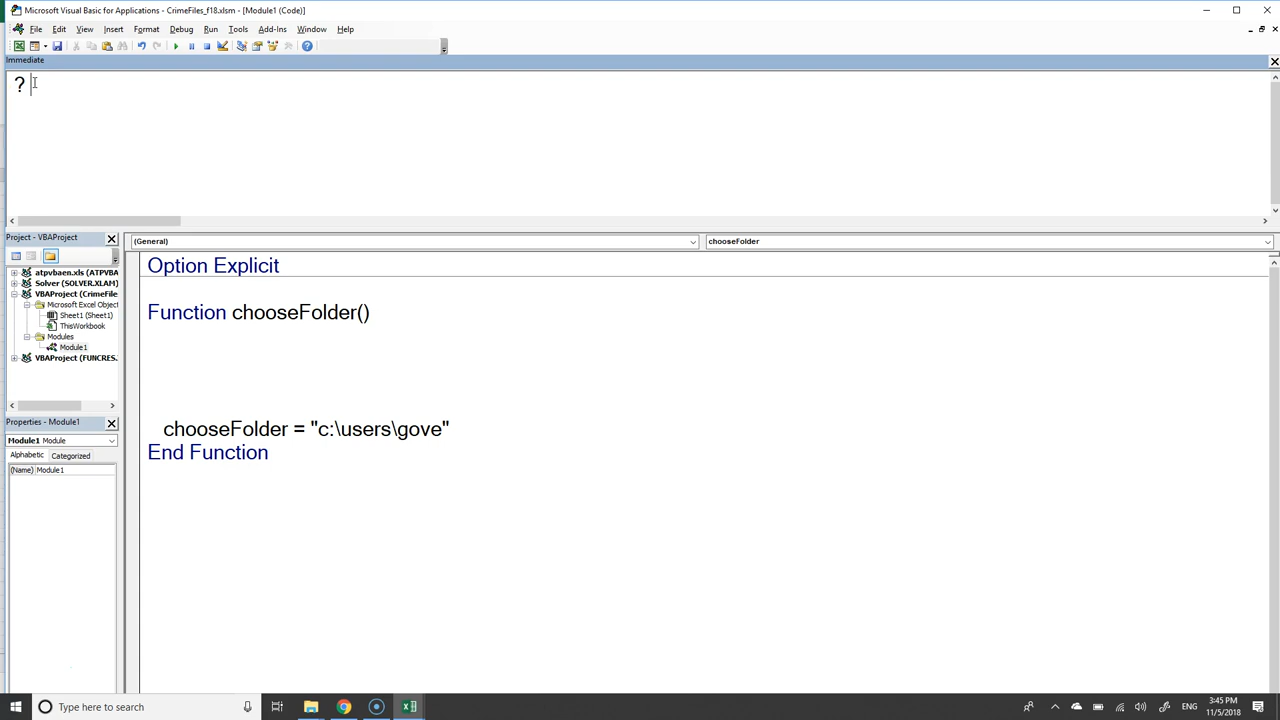 Microsoft Visual Basic for Applications - CrimeFiles_f18.xlsm - [Module1 (Code)]
File Edit View Insert Format Debug Run Tools Add-Ins Window Help
Immediate
?
Project - VBAProject
(General)
chooseFolder
atpvbaen.xls (ATPVBA
Solver (SOLVER.XLAM)
VBAProject (CrimeFiles
Microsoft Excel Object
Sheet1 (Sheet1)
ThisWorkbook
Modules
Module1
VBAProject (FUNCRES.
Properties - Module1
Module1 Module
Alphabetic Categorized
(Name) Module1
Option Explicit
Function chooseFolder()
chooseFolder = "c:\users\gove"
End Function
Type here to search
ENG
3:45 PM
11/5/2018